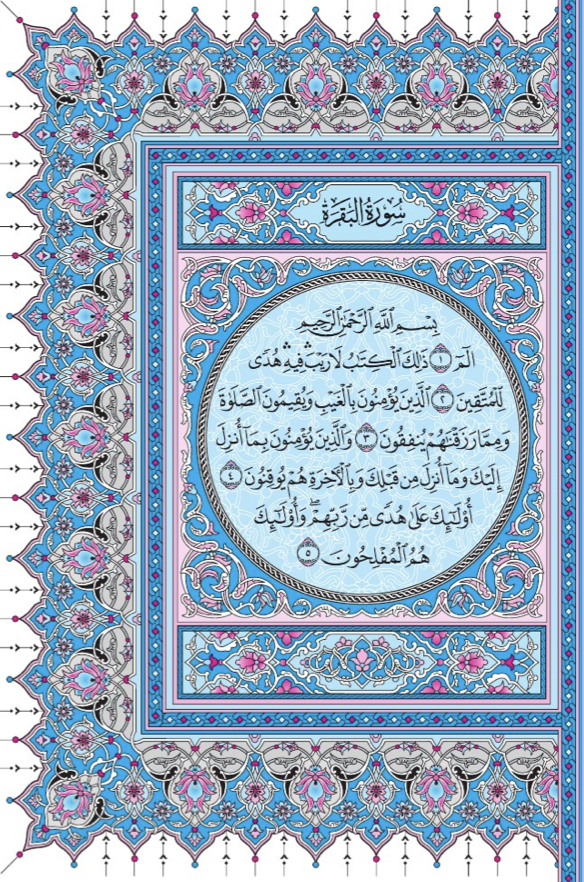 سُورَةُ البَقَرَةِ
بِسۡمِ ٱللَّهِ ٱلرَّحۡمَٰنِ ٱلرَّحِيمِ
الٓمٓ ١ ذَٰلِكَ ٱلۡكِتَٰبُ لَا رَيۡبَۛ فِيهِۛ هُدٗى
لِّلۡمُتَّقِينَ ٢ ٱلَّذِينَ يُؤۡمِنُونَ بِٱلۡغَيۡبِ وَيُقِيمُونَ ٱلصَّلَوٰةَ
وَمِمَّا رَزَقۡنَٰهُمۡ يُنفِقُونَ ٣ وَٱلَّذِينَ يُؤۡمِنُونَ بِمَآ أُنزِلَ
إِلَيۡكَ وَمَآ أُنزِلَ مِن قَبۡلِكَ وَبِٱلۡأٓخِرَةِ هُمۡ يُوقِنُونَ ٤
أُوْلَٰٓئِكَ عَلَىٰ هُدٗى مِّن رَّبِّهِمۡۖ وَأُوْلَٰٓئِكَ
هُمُ ٱلۡمُفۡلِحُونَ ٥